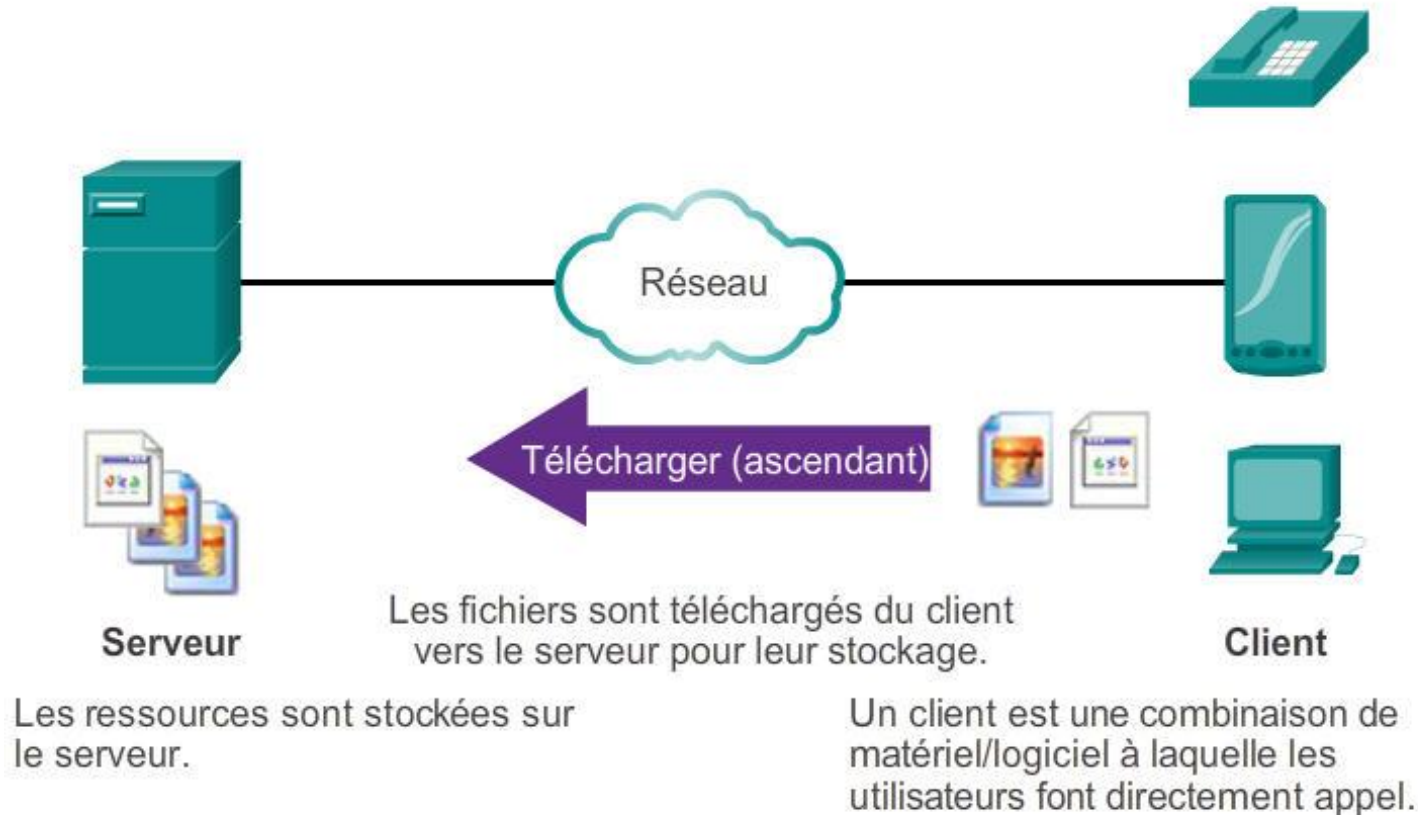 Réseau
Télécharger (ascendant)
Les fichiers sont téléchargés du client
vers le serveur pour leur stockage.
Serveur
Client
Les ressources sont stockées sur
le serveur.
Un client est une combinaison de
matériel/logiciel à laquelle les
utilisateurs font directement appel.